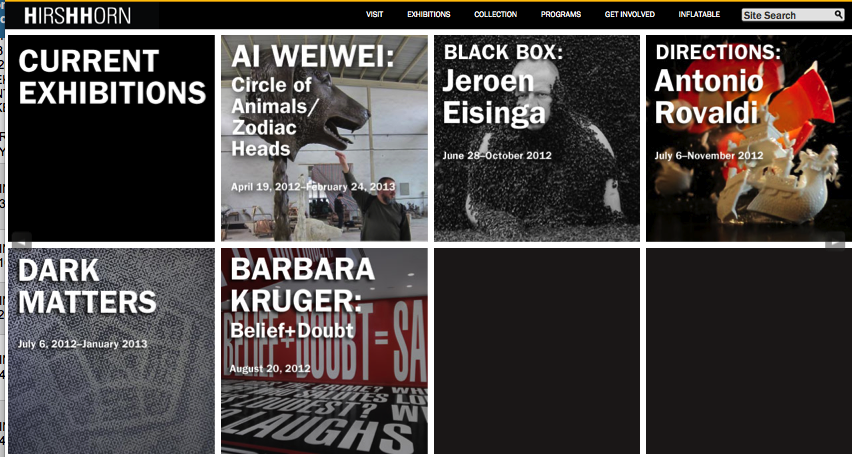 HIRSHHORN
VISIT EXHIBITIONS COLLECTION PROGRAMS GET INVOLVED INFLATABLE Site Search
CURRENT
EXHIBITIONS
AI WEIWEI:
Circle of
Animals/
Zodiac
Heads
April 19, 2012–February 24, 2013
BLACK BOX:
Jeroen
Eisinga
June 28–October 2012
DIRECTIONS:
Antonio
Rovaldi
July 6–November 2012
DARK
MATTERS
July 6, 2012–January 2013
BARBARA
KRUGER:
Belief+Doubt
August 20, 2012
BELIEF+DOUBT=SA
LAUGHS